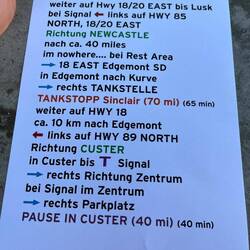 weiter auf Hwy 18/20 EAST bis Lusk
bei Signal ← links auf HWY 85
NORTH, 18/20 EAST
Richtung NEWCASTLE
nach ca. 40 miles
im nowhere.... bei Rest Area
→ 18 EAST Edgemont SD
in Edgemont nach Kurve
→ rechts TANKSTELLE
TANKSTOPP Sinclair (70 mi) (65 min)
weiter auf HWY 18
ca. 10 km nach Edgemont
← links auf HWY 89 NORTH
Richtung CUSTER
in Custer bis T Signal
→ rechts Richtung Zentrum
bei Signal im Zentrum
→ rechts Parkplatz
PAUSE IN CUSTER (40 mi) (40 min)